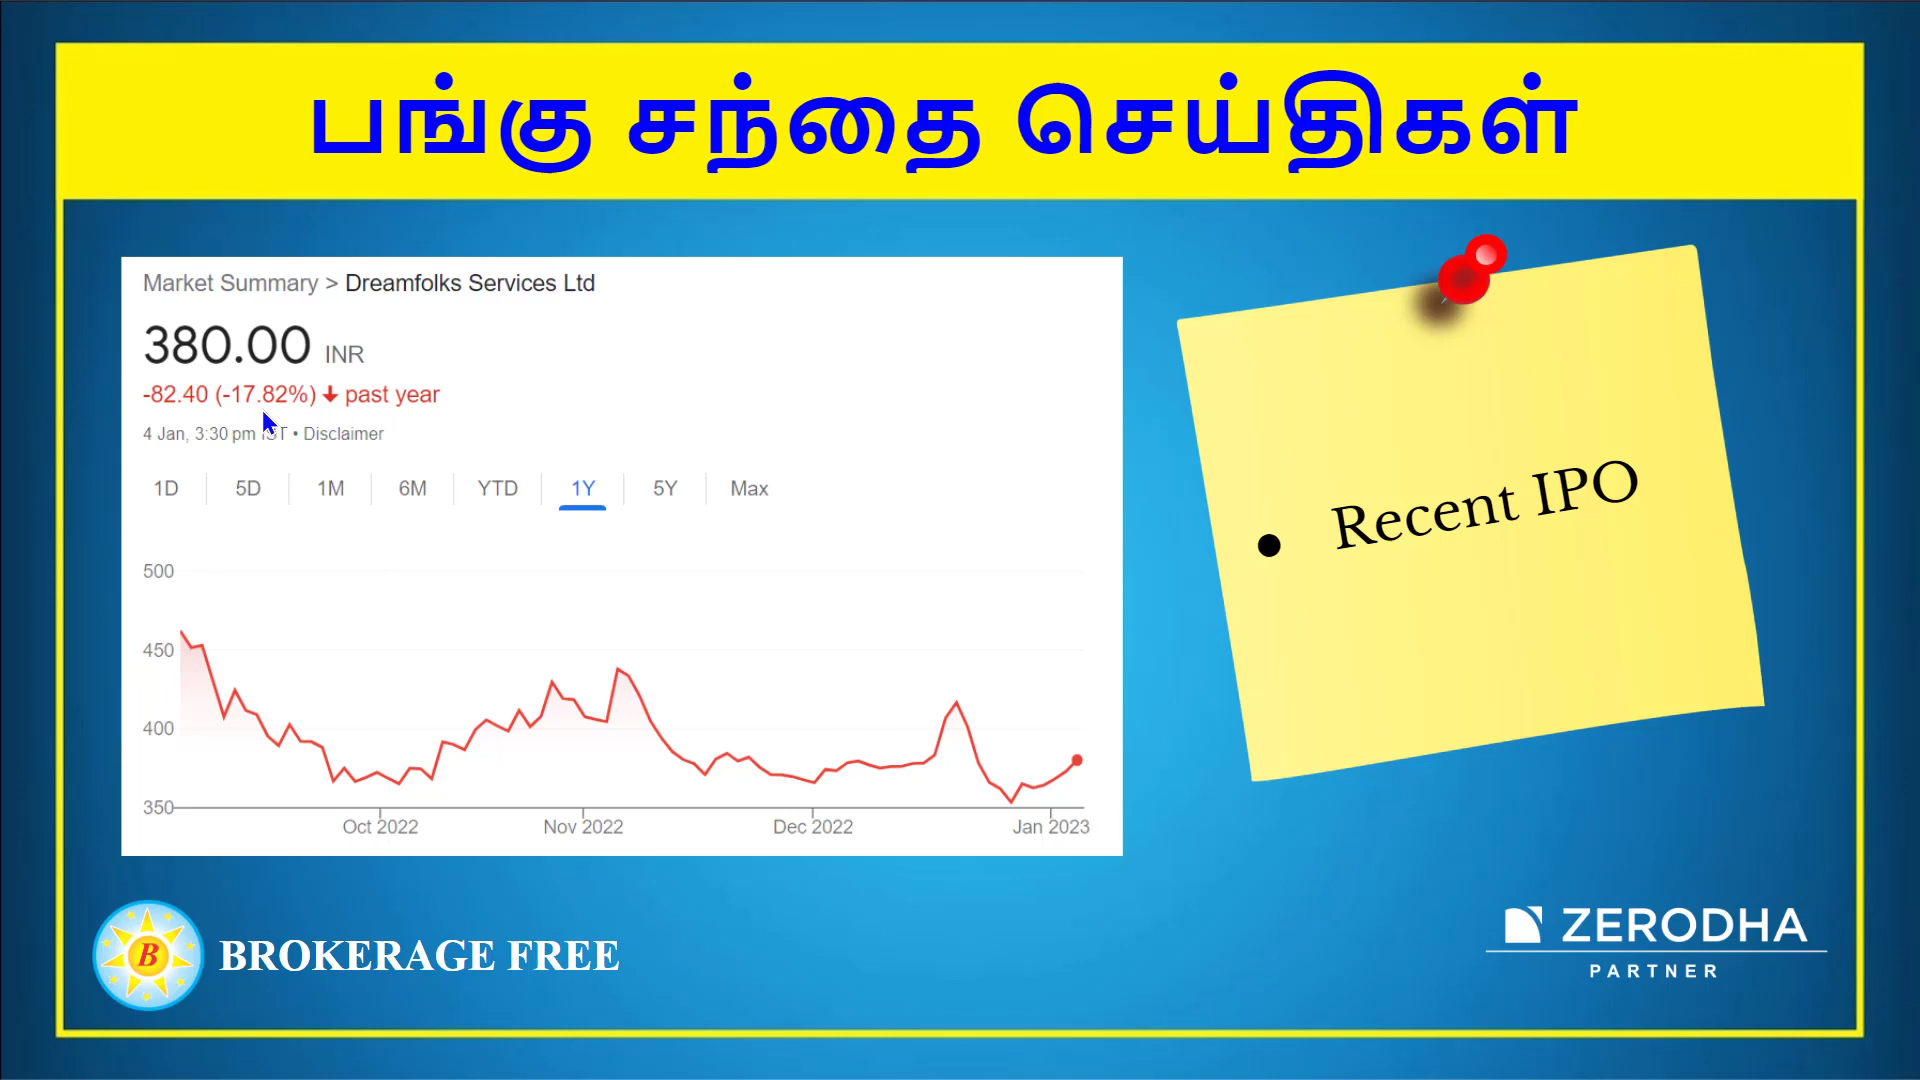 பங்கு சந்தை செய்திகள்
Market Summary > Dreamfolks Services Ltd
380.00 INR
-82.40 (-17.82%) ↓ past year
4 Jan, 3:30 pm IST • Disclaimer
1D 5D 1M 6M YTD 1Y 5Y Max
500
450
400
350
Oct 2022 Nov 2022 Dec 2022 Jan 2023
• Recent IPO
B BROKERAGE FREE
ZERODHA
PARTNER